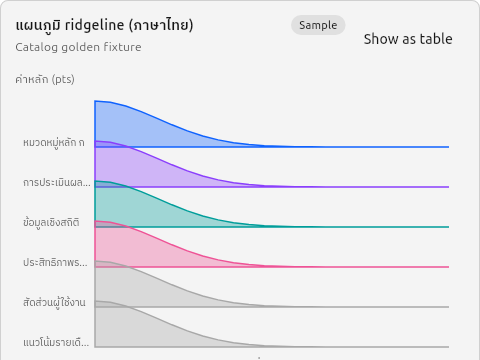 แผนภูมิ ridgeline (ภาษาไทย)
Sample
Show as table
Catalog golden fixture
ค่าหลัก (pts)
หมวดหมู่หลัก ก
การประเมินผล…
ข้อมูลเชิงสถิติ
ประสิทธิภาพร…
สัดส่วนผู้ใช้งาน
แนวโน้มรายเดื…